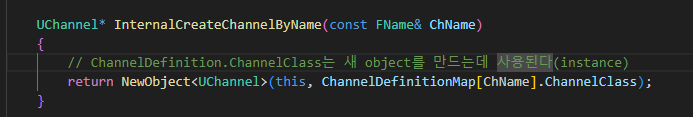 UChannel* InternalCreateChannelByName(const FName& ChName)
{
// ChannelDefinition.ChannelClass는 새 object를 만드는데 사용된다(instance)
return NewObject<UChannel>(this, ChannelDefinitionMap[ChName].ChannelClass);
}